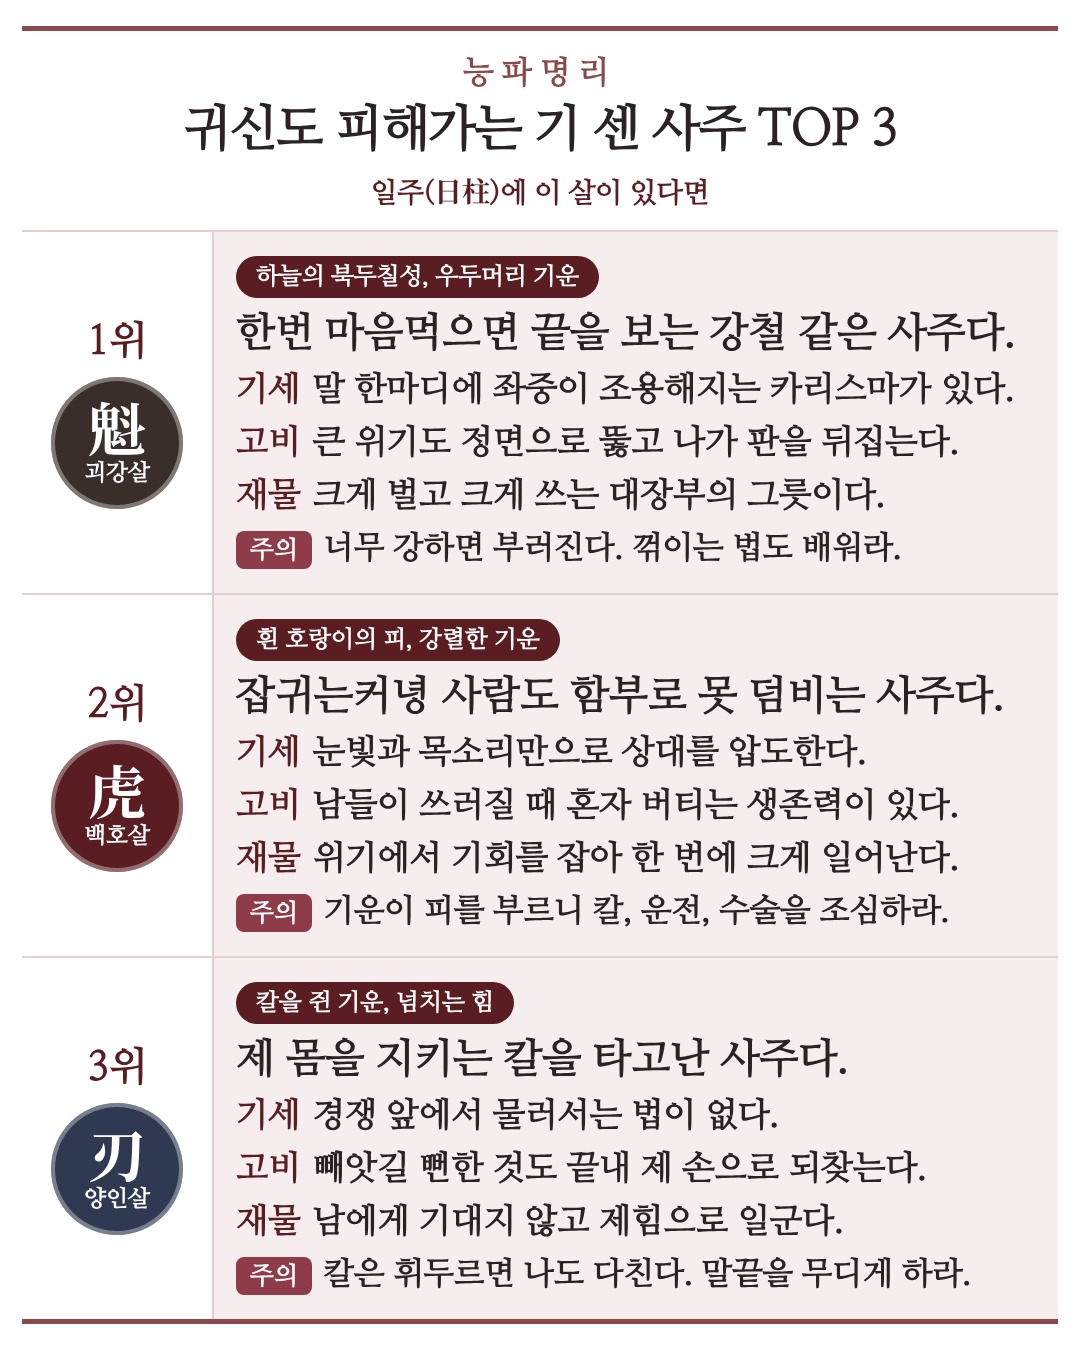 능파명리
귀신도 피해가는 기 센 사주 TOP 3
일주(日柱)에 이 살이 있다면
1위
魁
괴강살
하늘의 북두칠성, 우두머리 기운
한번 마음먹으면 끝을 보는 강철 같은 사주다.
기세 말 한마디에 좌중이 조용해지는 카리스마가 있다.
고비 큰 위기도 정면으로 뚫고 나가 판을 뒤집는다.
재물 크게 벌고 크게 쓰는 대장부의 그릇이다.
주의 너무 강하면 부러진다. 꺾이는 법도 배워라.
2위
虎
백호살
흰 호랑이의 피, 강렬한 기운
잡귀는커녕 사람도 함부로 못 덤비는 사주다.
기세 눈빛과 목소리만으로 상대를 압도한다.
고비 남들이 쓰러질 때 혼자 버티는 생존력이 있다.
재물 위기에서 기회를 잡아 한 번에 크게 일어난다.
주의 기운이 피를 부르니 칼, 운전, 수술을 조심하라.
3위
刃
양인살
칼을 쥔 기운, 넘치는 힘
제 몸을 지키는 칼을 타고난 사주다.
기세 경쟁 앞에서 물러서는 법이 없다.
고비 빼앗길 뻔한 것도 끝내 제 손으로 되찾는다.
재물 남에게 기대지 않고 제힘으로 일군다.
주의 칼은 휘두르면 나도 다친다. 말끝을 무디게 하라.